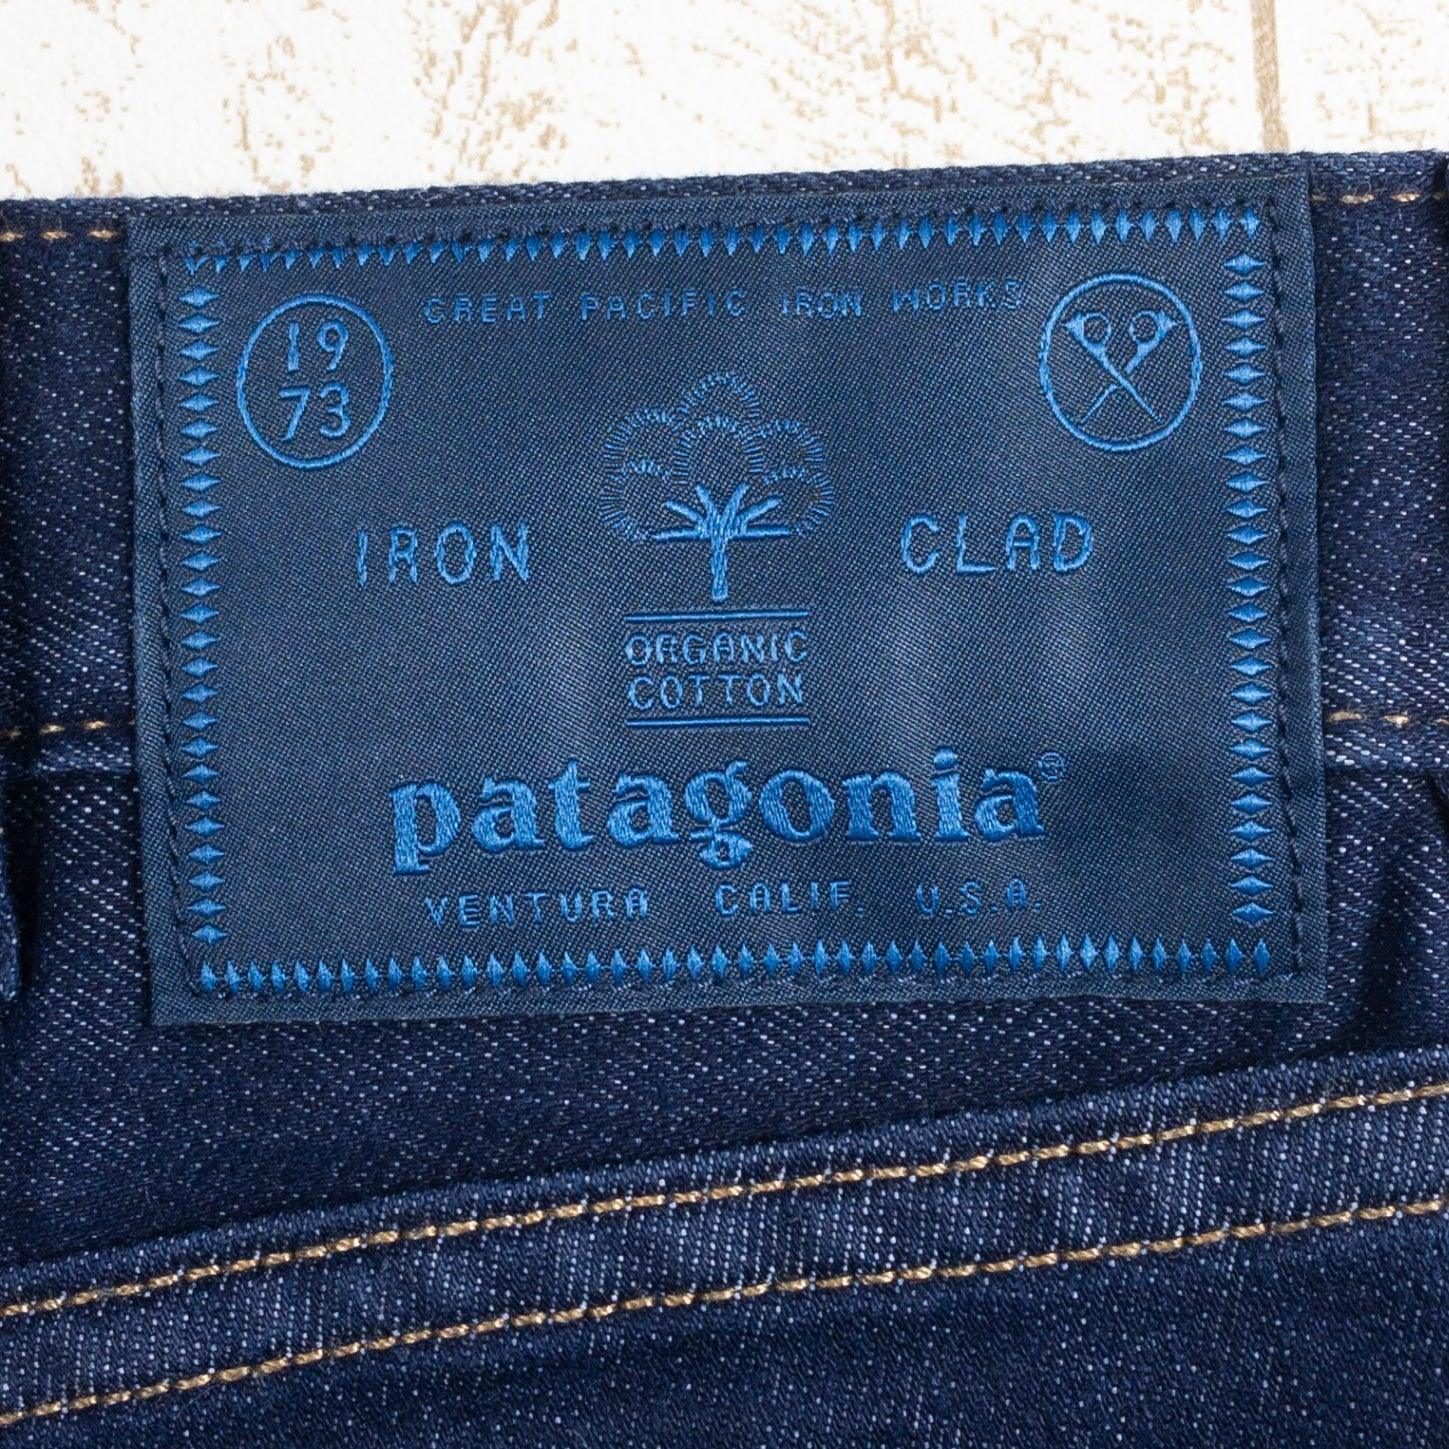 GREAT PACIFIC IRON WORKS
19
73
IRON CLAD
ORGANIC
COTTON
patagonia®
VENTURA CALIF. U.S.A.